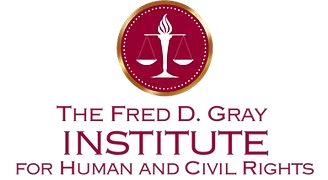 THE FRED D. GRAY
INSTITUTE
FOR HUMAN AND CIVIL RIGHTS